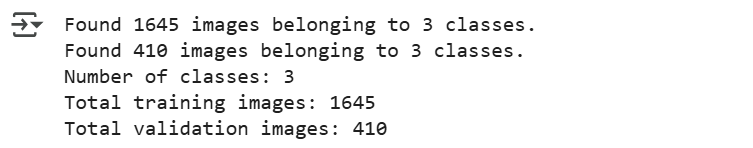 Found 1645 images belonging to 3 classes.
Found 410 images belonging to 3 classes.
Number of classes: 3
Total training images: 1645
Total validation images: 410